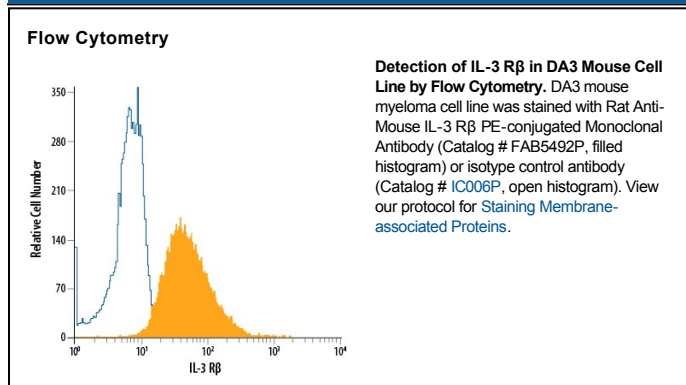 Flow Cytometry
350
280
210
140
70
0
Relative Cell Number
10⁰ 10¹ 10² 10³ 10⁴
IL-3 Rβ
Detection of IL-3 Rβ in DA3 Mouse Cell
Line by Flow Cytometry. DA3 mouse
myeloma cell line was stained with Rat Anti-
Mouse IL-3 Rβ PE-conjugated Monoclonal
Antibody (Catalog # FAB5492P, filled
histogram) or isotype control antibody
(Catalog # IC006P, open histogram). View
our protocol for Staining Membrane-
associated Proteins.